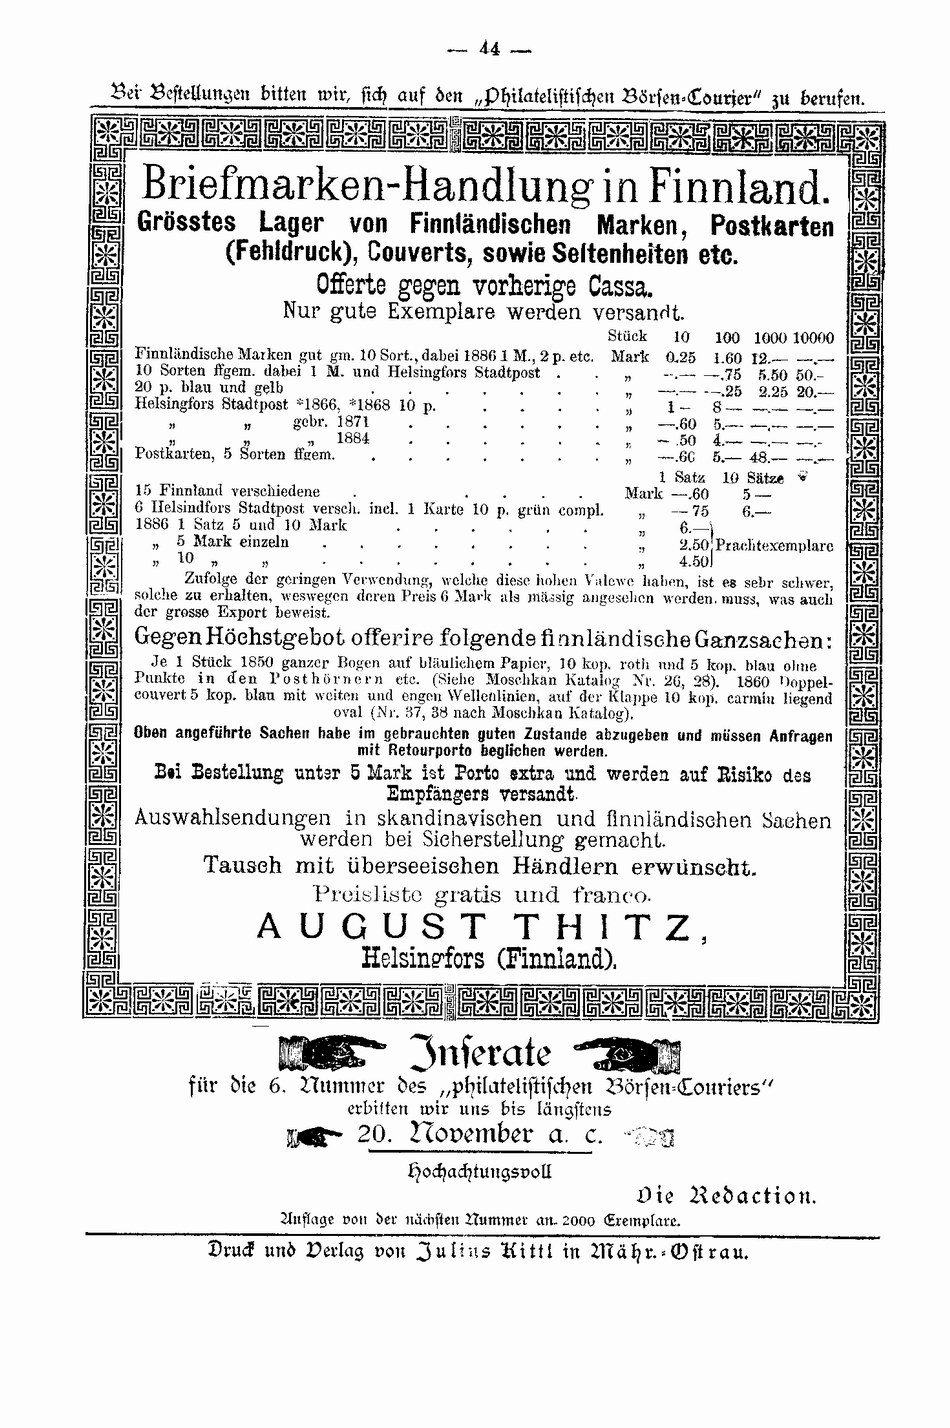 — 44 —
Bei Bestellungen bitten wir, sich auf den „Philatelistischen Börsen-Courier" zu berufen.
Briefmarken-Handlung in Finnland.
Grösstes Lager von Finnländischen Marken, Postkarten
(Fehldruck), Couverts, sowie Seltenheiten etc.
Offerte gegen vorherige Cassa.
Nur gute Exemplare werden versandt.
Stück 10 100 1000 10000
Finnländische Marken gut gm. 10 Sort., dabei 1886 1 M., 2 p. etc. Mark 0.25 1.60 12.— —.—
10 Sorten ffgem. dabei 1 M. und Helsingfors Stadtpost . . „ —.— —.75 5.50 50.-
20 p. blau und gelb . . . . . . „ —.— —.25 2.25 20.—
Helsingfors Stadtpost *1866, *1868 10 p. . . . . „ 1 – 8 — —.— —.—
„ „ gebr. 1871 . . . . . . „ —.60 5.— —.— —.—
„ „ „ 1884 . . . . . . „ — .50 4.— —.— —.-
Postkarten, 5 Sorten ffgem. . . . . . . „ —.60 5.— 48.— —.—
1 Satz 10 Sätze
15 Finnland verschiedene . . . . . Mark —.60 5 —
6 Helsindfors Stadtpost versch. incl. 1 Karte 10 p. grün compl. „ — 75 6.—
1886 1 Satz 5 und 10 Mark . . . . . . „ 6.—
„ 5 Mark einzeln . . . . . . . „ 2.50 Prachtexemplare
„ 10 „ „ . . . . . . . „ 4.50
Zufolge der geringen Verwendung, welche diese hohen Valewe haben, ist es sehr schwer,
solche zu erhalten, weswegen deren Preis 6 Mark als mässig angesehen werden. muss, was auch
der grosse Export beweist.
Gegen Höchstgebot offerire folgende finnländische Ganzsachen:
Je 1 Stück 1850 ganzer Bogen auf bläulichem Papier, 10 kop. roth und 5 kop. blau ohne
Punkte in den Posthörnern etc. (Siehe Moschkan Katalog Nr. 26, 28). 1860 Doppel-
couvert 5 kop. blau mit weiten und engen Wellenlinien, auf der Klappe 10 kop. carmin liegend
oval (Nr. 37, 38 nach Moschkan Katalog).
Oben angeführte Sachen habe im gebrauchten guten Zustande abzugeben und müssen Anfragen
mit Retourporto beglichen werden.
Bei Bestellung unter 5 Mark ist Porto extra und werden auf Risiko des
Empfängers versandt.
Auswahlsendungen in skandinavischen und finnländischen Sachen
werden bei Sicherstellung gemacht.
Tausch mit überseeischen Händlern erwünscht.
Preisliste gratis und franco.
AUGUST THITZ,
Helsingfors (Finnland).
Inserate
für die 6. Nummer des „philatelistischen Börsen-Couriers"
erbitten wir uns bis längstens
20. November a. c.
Hochachtungsvoll
Die Redaction.
Auflage von der nächsten Nummer an 2000 Exemplare.
Druck und Verlag von Julius Kittl in Mähr.-Ostrau.